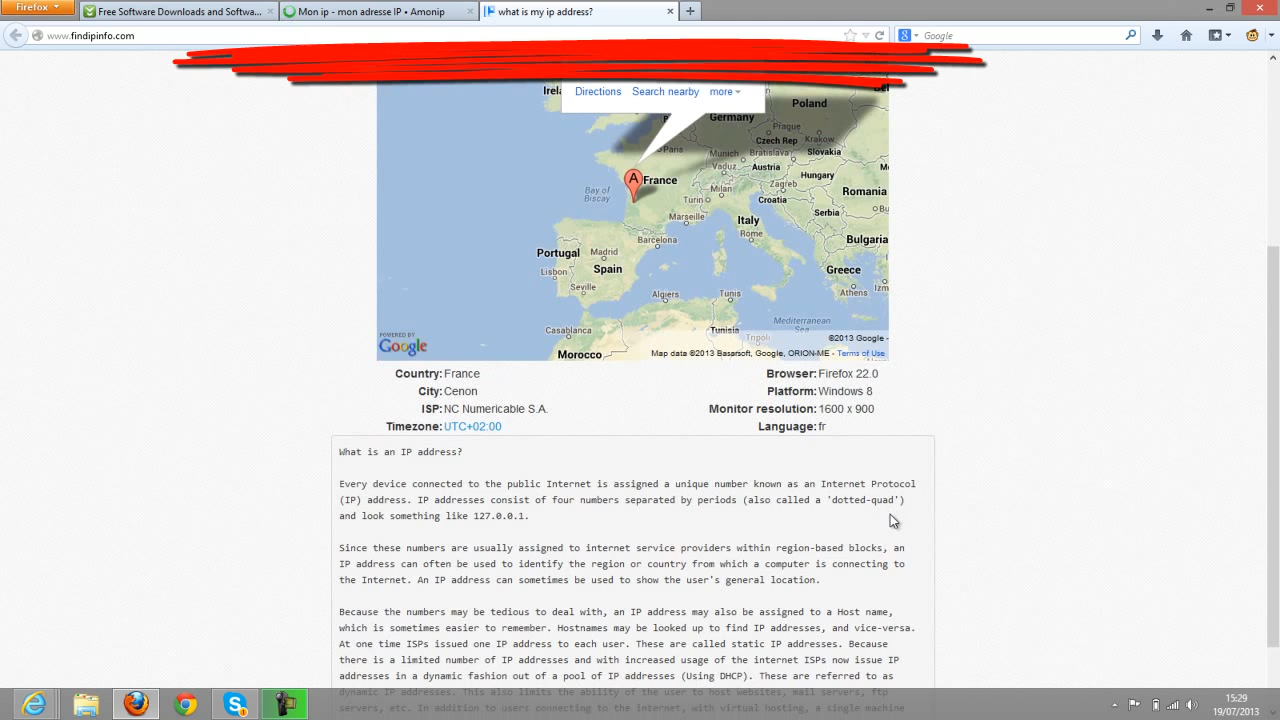 Firefox
Free Software Downloads and Softwa...
Mon ip - mon adresse IP • Amonip
what is my ip address?
www.findipinfo.com
Google
Directions Search nearby more
Poland
Germany
Prague
Krakow
Paris
Czech Rep
Slovakia
Munich
Bratislava
Vaduz
Austria
Hungary
A
France
Bay of
Biscay
Milan
Zagreb
Romania
Turin
Croatia
Marseille
Serbia
Italy
Rome
Barcelona
Bulgaria
Portugal
Madrid
Lisbon
Spain
Greece
Seville
Athens
Algiers
Tunis
Mediterranean
Sea
Casablanca
Tunisia
Tripoli
POWERED BY
Google
©2013 Google -
Morocco
Map data ©2013 Basarsoft, Google, ORION-ME - Terms of Use
Country: France
Browser: Firefox 22.0
City: Cenon
Platform: Windows 8
ISP: NC Numericable S.A.
Monitor resolution: 1600 x 900
Timezone: UTC+02:00
Language: fr
What is an IP address?
Every device connected to the public Internet is assigned a unique number known as an Internet Protocol
(IP) address. IP addresses consist of four numbers separated by periods (also called a 'dotted-quad')
and look something like 127.0.0.1.
Since these numbers are usually assigned to internet service providers within region-based blocks, an
IP address can often be used to identify the region or country from which a computer is connecting to
the Internet. An IP address can sometimes be used to show the user's general location.
Because the numbers may be tedious to deal with, an IP address may also be assigned to a Host name,
which is sometimes easier to remember. Hostnames may be looked up to find IP addresses, and vice-versa.
At one time ISPs issued one IP address to each user. These are called static IP addresses. Because
there is a limited number of IP addresses and with increased usage of the internet ISPs now issue IP
addresses in a dynamic fashion out of a pool of IP addresses (Using DHCP). These are referred to as
dynamic IP addresses. This also limits the ability of the user to host websites, mail servers, ftp
servers, etc. In addition to users connecting to the internet, with virtual hosting, a single machine
15:29
19/07/2013